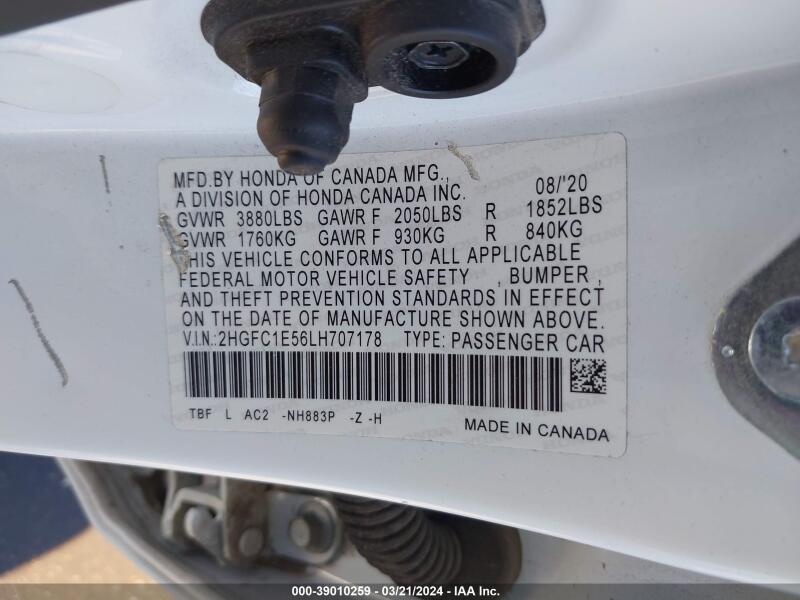 MFD.BY HONDA OF CANADA MFG.,
A DIVISION OF HONDA CANADA INC. 08/'20
GVWR 3880LBS GAWR F 2050LBS R 1852LBS
GVWR 1760KG GAWR F 930KG R 840KG
THIS VEHICLE CONFORMS TO ALL APPLICABLE
FEDERAL MOTOR VEHICLE SAFETY , BUMPER ,
AND THEFT PREVENTION STANDARDS IN EFFECT
ON THE DATE OF MANUFACTURE SHOWN ABOVE.
V.I.N.:2HGFC1E56LH707178 TYPE: PASSENGER CAR
TBF L AC2 -NH883P -Z -H
MADE IN CANADA
000-39010259 - 03/21/2024 - IAA Inc.